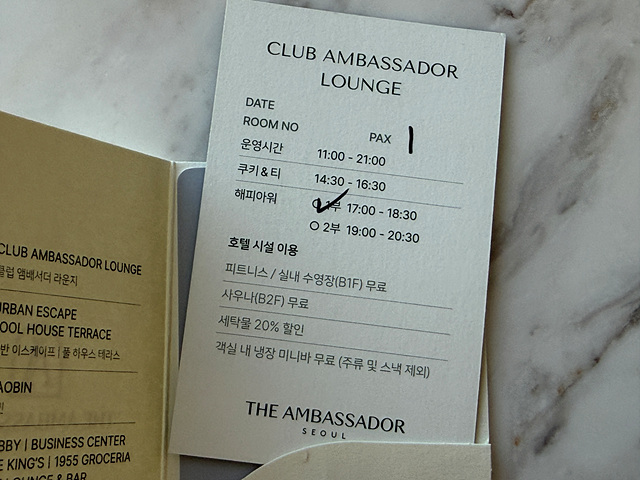 CLUB AMBASSADOR
LOUNGE
DATE
ROOM NO
PAX 1
운영시간 11:00 - 21:00
쿠키 & 티 14:30 - 16:30
해피아워 1부 17:00 - 18:30
2부 19:00 - 20:30
호텔 시설 이용
피트니스 / 실내 수영장(B1F) 무료
사우나(B2F) 무료
세탁물 20% 할인
객실 내 냉장 미니바 무료 (주류 및 스낵 제외)
THE AMBASSADOR
SEOUL
CLUB AMBASSADOR LOUNGE
클럽 앰배서더 라운지
URBAN ESCAPE
POOL HOUSE TERRACE
어반 이스케이프 | 풀 하우스 테라스
HAOBIN
LOBBY | BUSINESS CENTER
THE KING'S | 1955 GROCERIA
LOUNGE & BAR